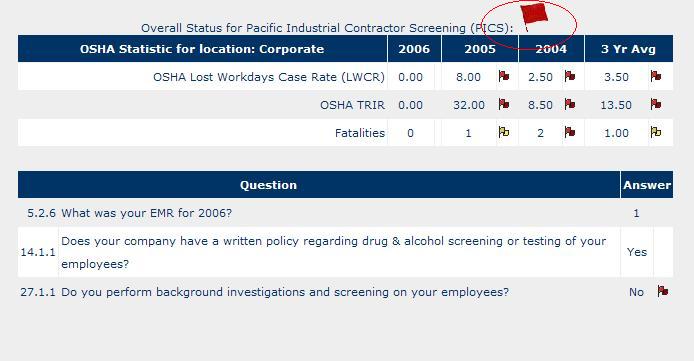 Overall Status for Pacific Industrial Contractor Screening (PICS):
OSHA Statistic for location: Corporate 2006 2005 2004 3 Yr Avg
OSHA Lost Workdays Case Rate (LWCR) 0.00 8.00 2.50 3.50
OSHA TRIR 0.00 32.00 8.50 13.50
Fatalities 0 1 2 1.00
Question Answer
5.2.6 What was your EMR for 2006? 1
14.1.1 Does your company have a written policy regarding drug & alcohol screening or testing of your Yes
employees?
27.1.1 Do you perform background investigations and screening on your employees? No